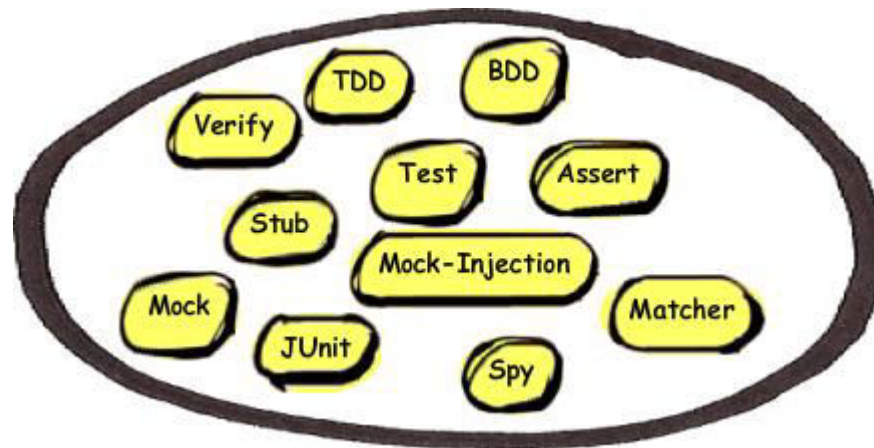 TDD
BDD
Verify
Test
Assert
Stub
Mock-Injection
Mock
Matcher
JUnit
Spy